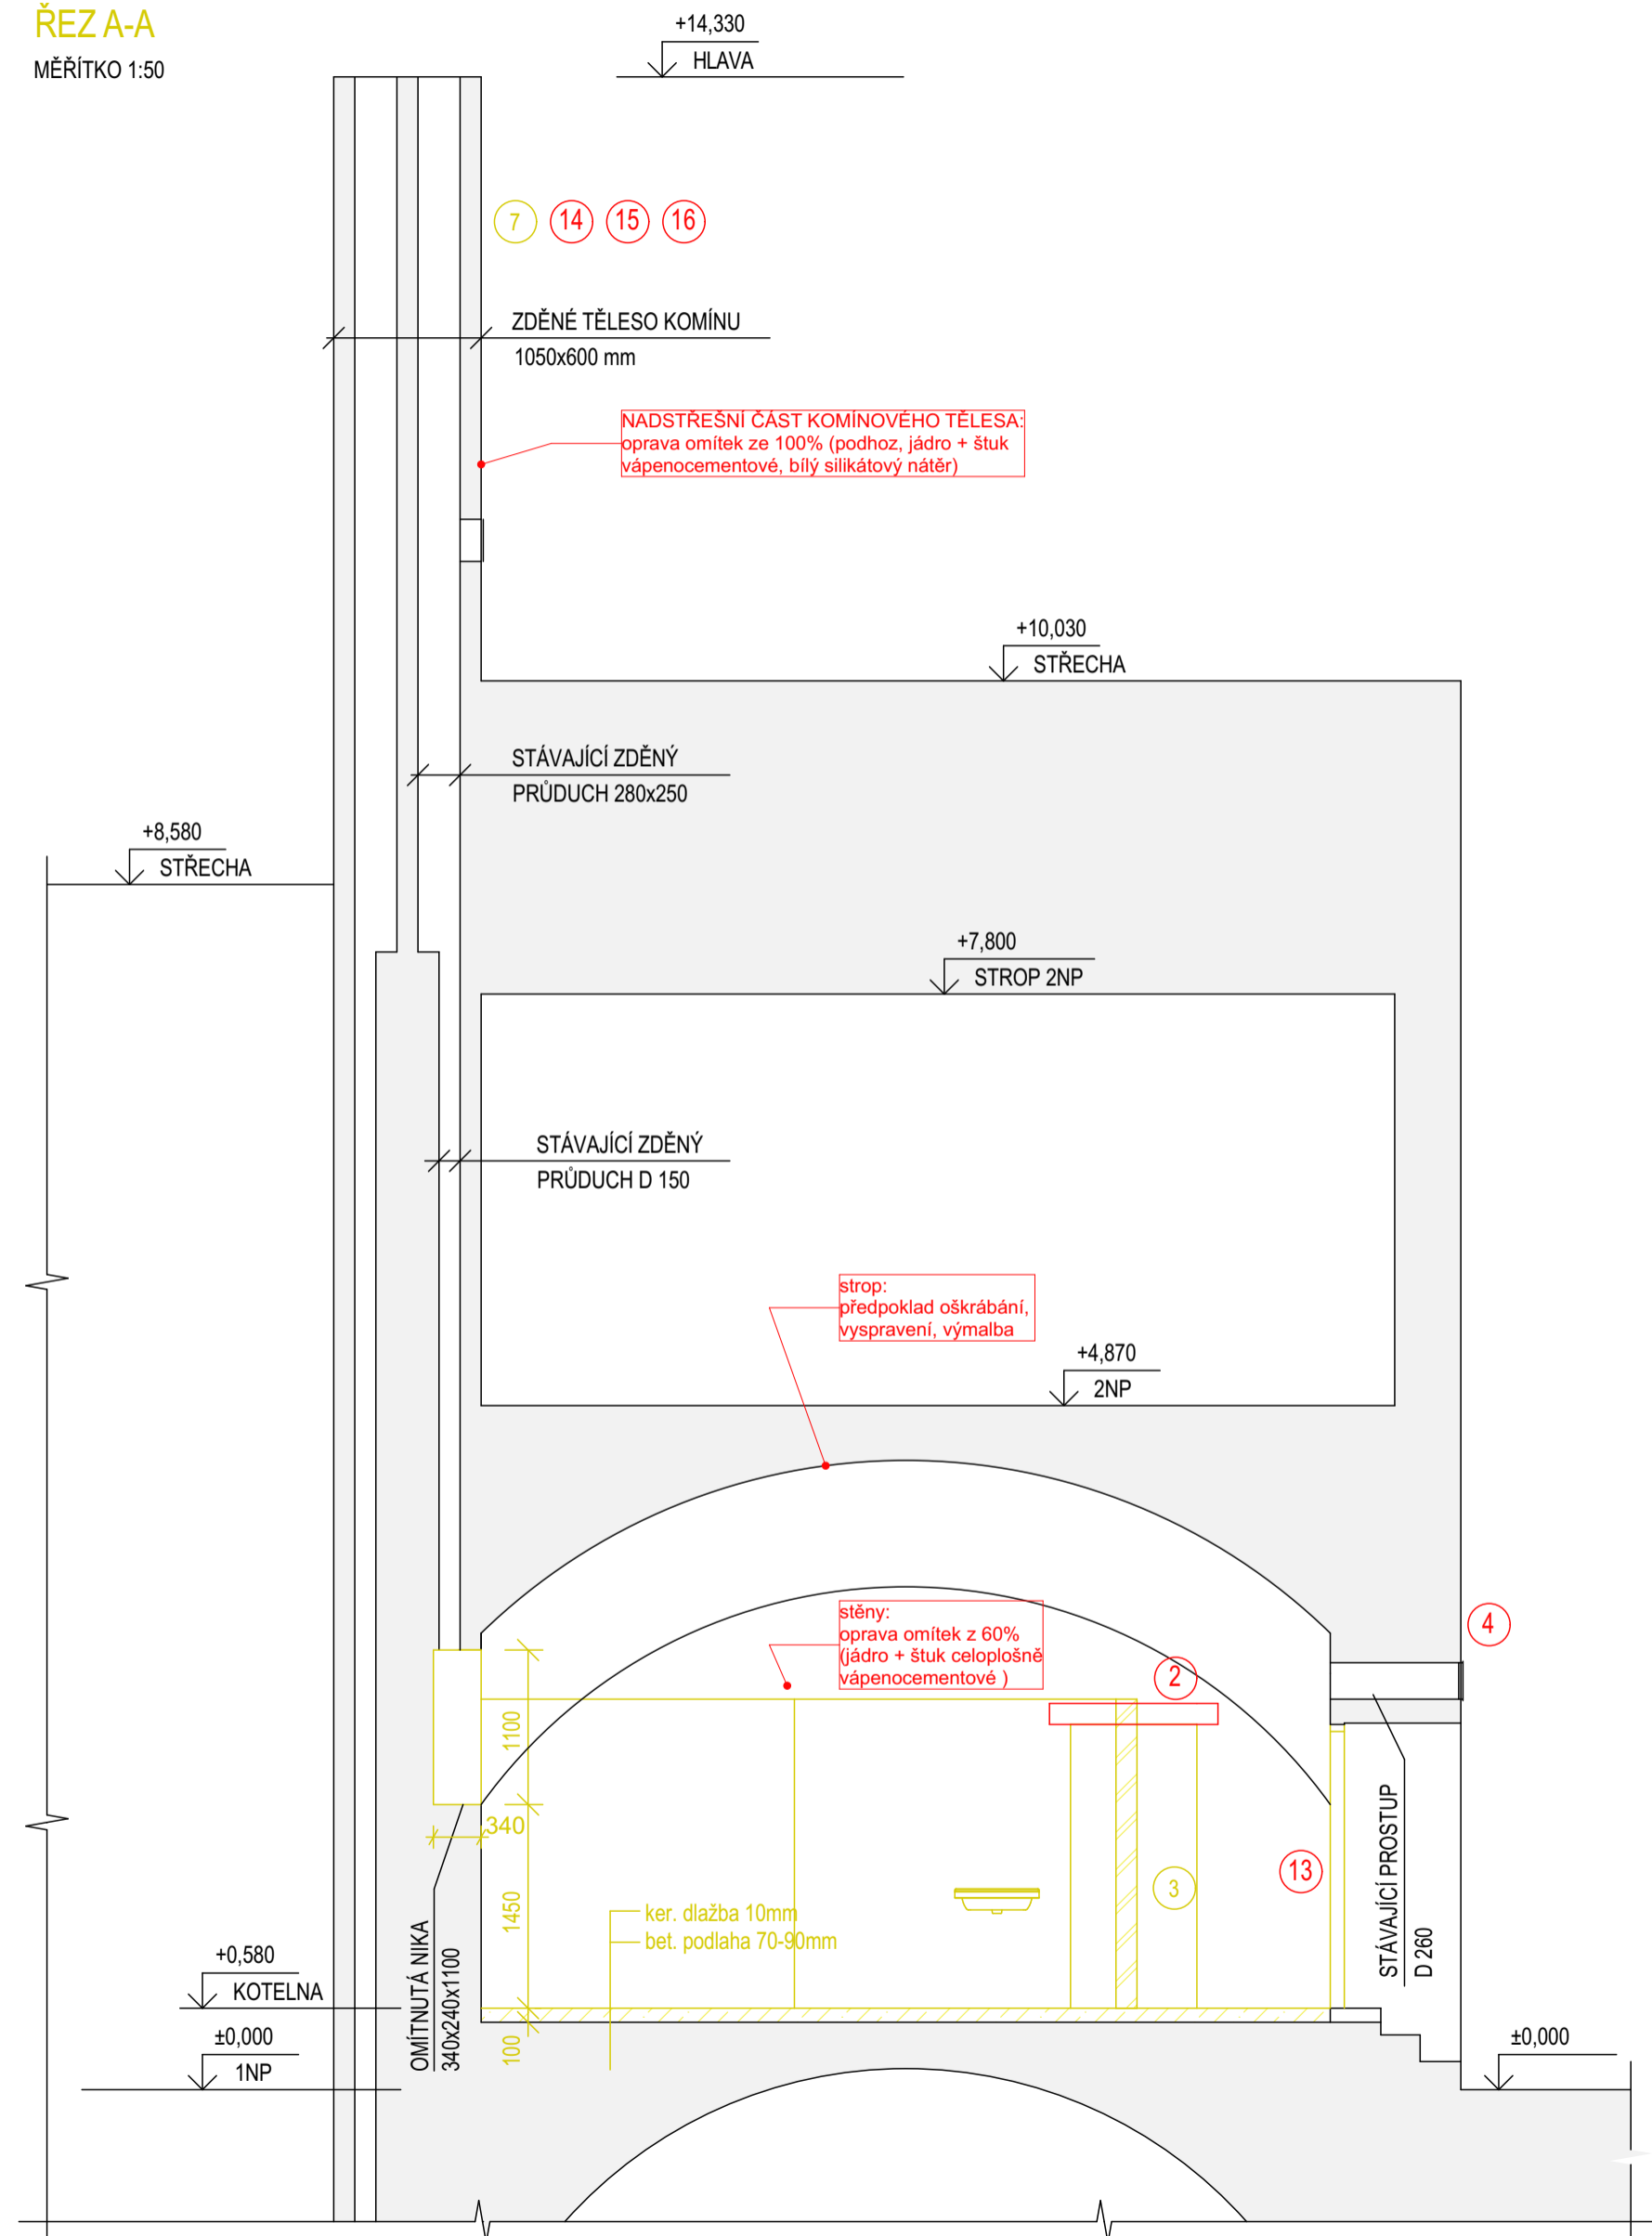 ŘEZ A-A
MĚŘÍTKO 1:50
+14,330
HLAVA
7
14
15
16
ZDĚNÉ TĚLESO KOMÍNU
1050x600 mm
NADSTŘEŠNÍ ČÁST KOMÍNOVÉHO TĚLESA:
oprava omítek ze 100% (podhoz, jádro + štuk
vápenocementové, bílý silikátový nátěr)
+10,030
STŘECHA
STÁVAJÍCÍ ZDĚNÝ
PRŮDUCH 280x250
+8,580
STŘECHA
+7,800
STROP 2NP
STÁVAJÍCÍ ZDĚNÝ
PRŮDUCH D 150
strop:
předpoklad oškrábání,
vyspravení, výmalba
+4,870
2NP
stěny:
oprava omítek z 60%
(jádro + štuk celoplošně
vápenocementové )
4
2
1100
340
13
3
1450
ker. dlažba 10mm
bet. podlaha 70-90mm
STÁVAJÍCÍ PROSTUP
D 260
OMÍTNUTÁ NIKA
340x240x1100
+0,580
KOTELNA
100
±0,000
1NP
±0,000